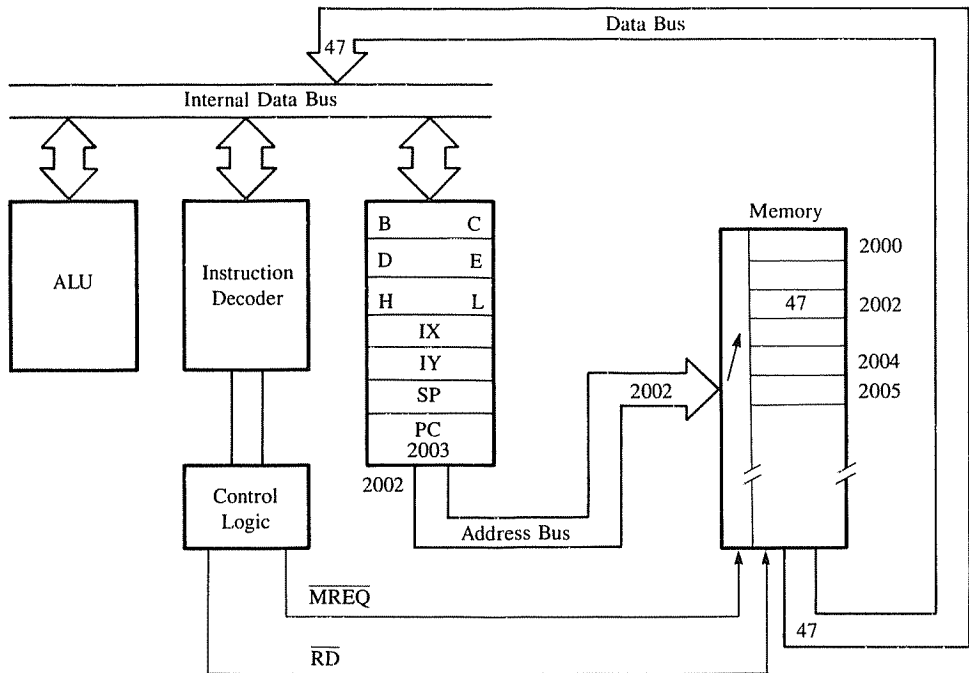 Data Bus
47
Internal Data Bus
ALU
Instruction
Decoder
B C
D E
H L
IX
IY
SP
PC
2003
2002
Memory
2000
47 2002
2004
2005
2002
Control
Logic
Address Bus
MREQ
RD
47